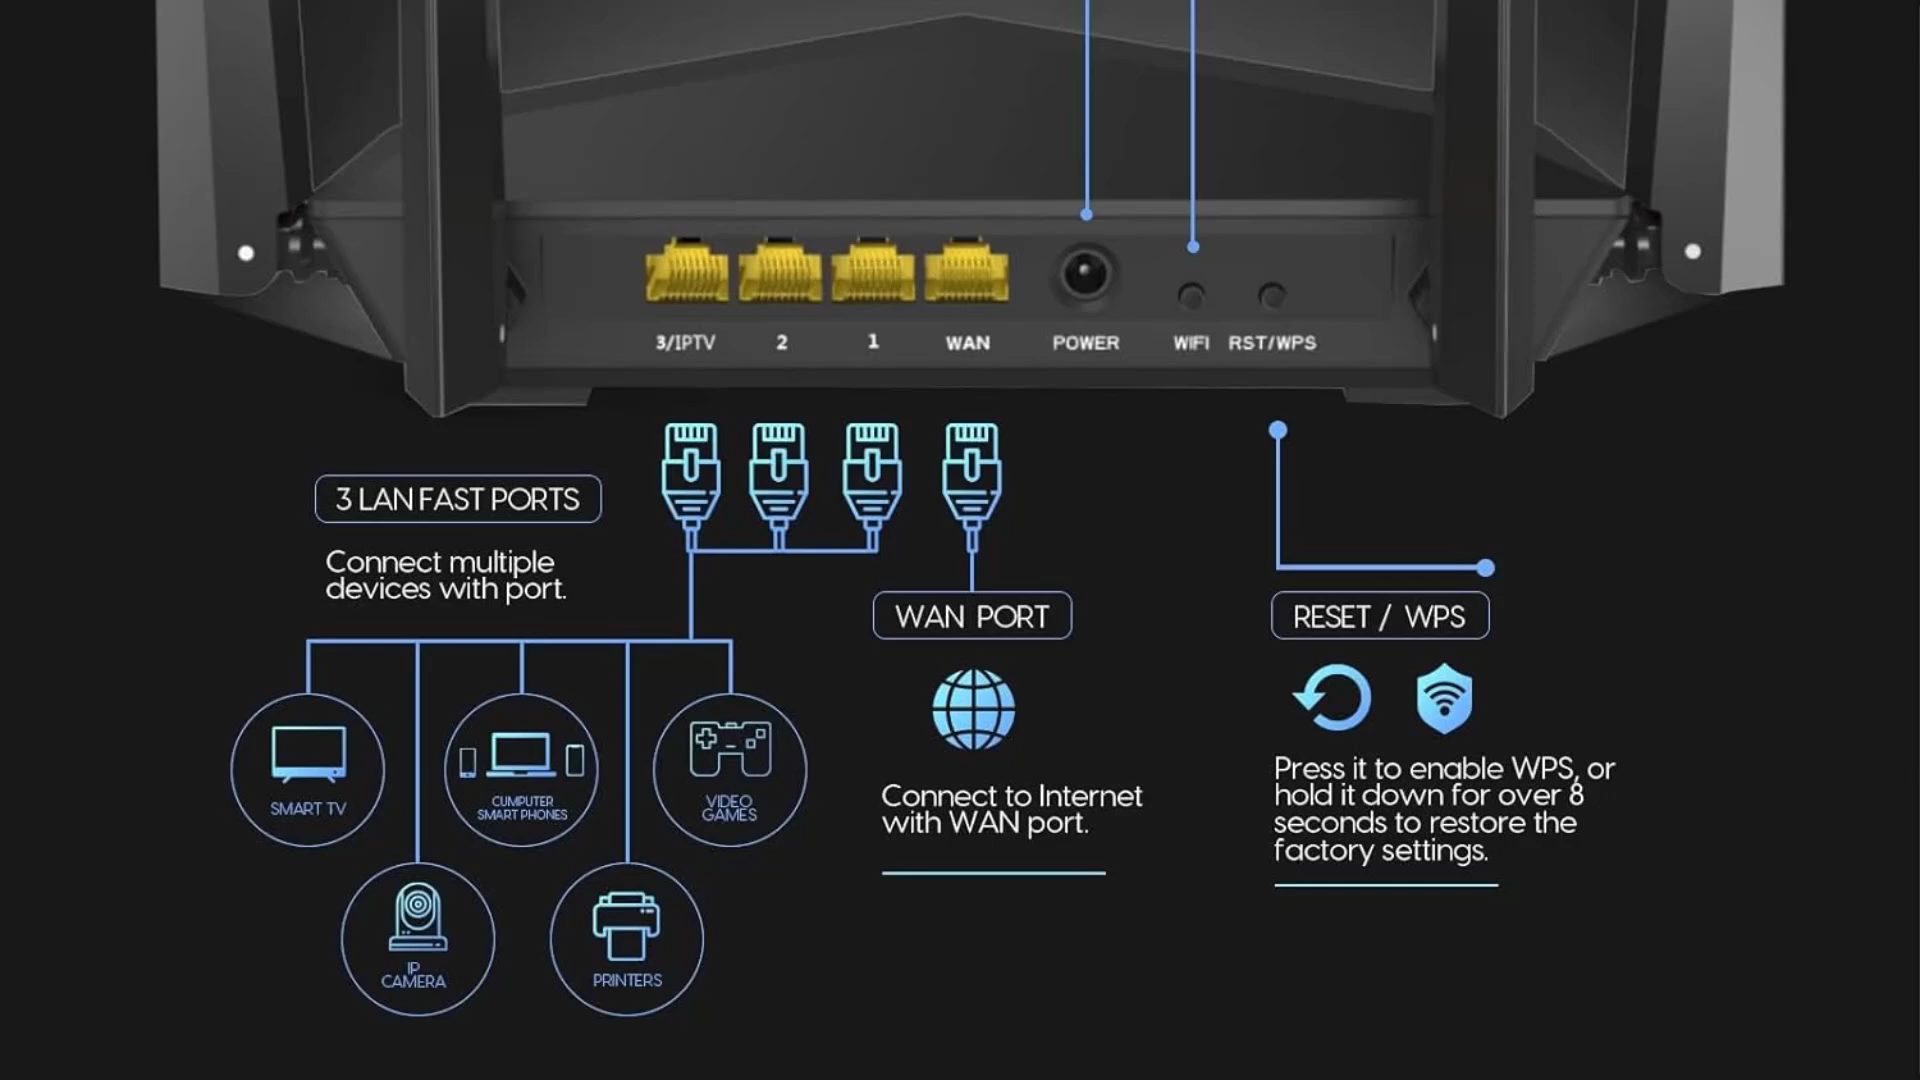 3/IPTV 2 1 WAN POWER WIFI RST/WPS
3 LAN FAST PORTS
Connect multiple
devices with port.
WAN PORT
RESET / WPS
SMART TV
CUMPUTER
SMART PHONES
VIDEO
GAMES
IP
CAMERA
PRINTERS
Connect to Internet
with WAN port.
Press it to enable WPS, or
hold it down for over 8
seconds to restore the
factory settings.